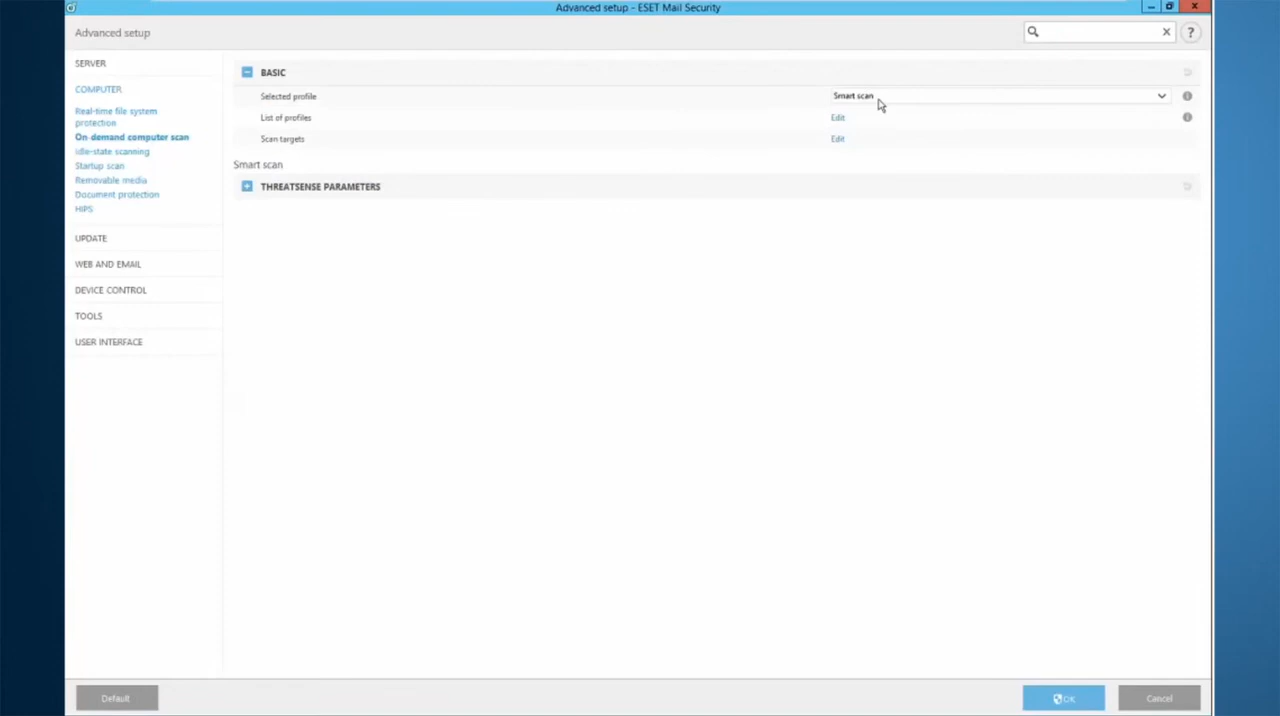 Advanced setup - ESET Mail Security
Advanced setup
?
SERVER
COMPUTER
Real-time file system
protection
On-demand computer scan
Idle-state scanning
Startup scan
Removable media
Document protection
HIPS
UPDATE
WEB AND EMAIL
DEVICE CONTROL
TOOLS
USER INTERFACE
BASIC
Selected profile
Smart scan
List of profiles
Edit
Scan targets
Edit
Smart scan
THREATSENSE PARAMETERS
Default
OK
Cancel